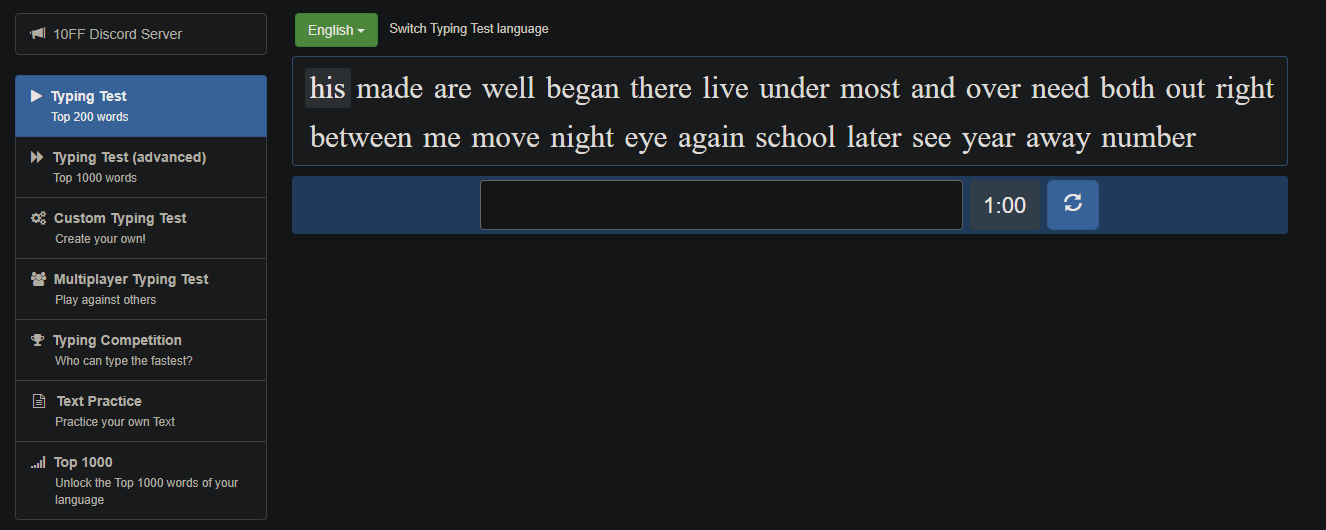 10FF Discord Server
Typing Test
Top 200 words
Typing Test (advanced)
Top 1000 words
Custom Typing Test
Create your own!
Multiplayer Typing Test
Play against others
Typing Competition
Who can type the fastest?
Text Practice
Practice your own Text
Top 1000
Unlock the Top 1000 words of your
language
English Switch Typing Test language
his made are well began there live under most and over need both out right
between me move night eye again school later see year away number
1:00